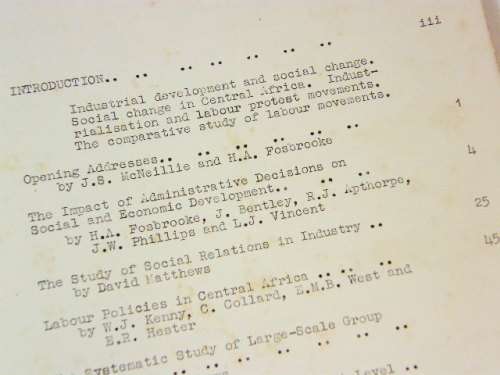 iii
INTRODUCTION.. .. .. .. .. .. ..
Industrial development and social change.
Social change in Central Africa. Indust-
rialisation and labour protest movements.
The comparative study of labour movements.
Opening Addresses.. .. .. .. .. .. 1
by J.S. McNeillie and H.A. Fosbrooke
The Impact of Administrative Decisions on
Social and Economic Development.. .. .. .. 4
by H.A. Fosbrooke, J. Bentley, R.J. Apthorpe,
J.W. Phillips and L.J. Vincent
The Study of Social Relations in Industry .. 25
by David Matthews
Labour Policies in Central Africa .. .. .. 45
by W.J. Kenny, C. Collard, E.M.B. West and
E.R. Hester
Systematic Study of Large-Scale Group
.. .. .. .. .. .. ..
Level ..